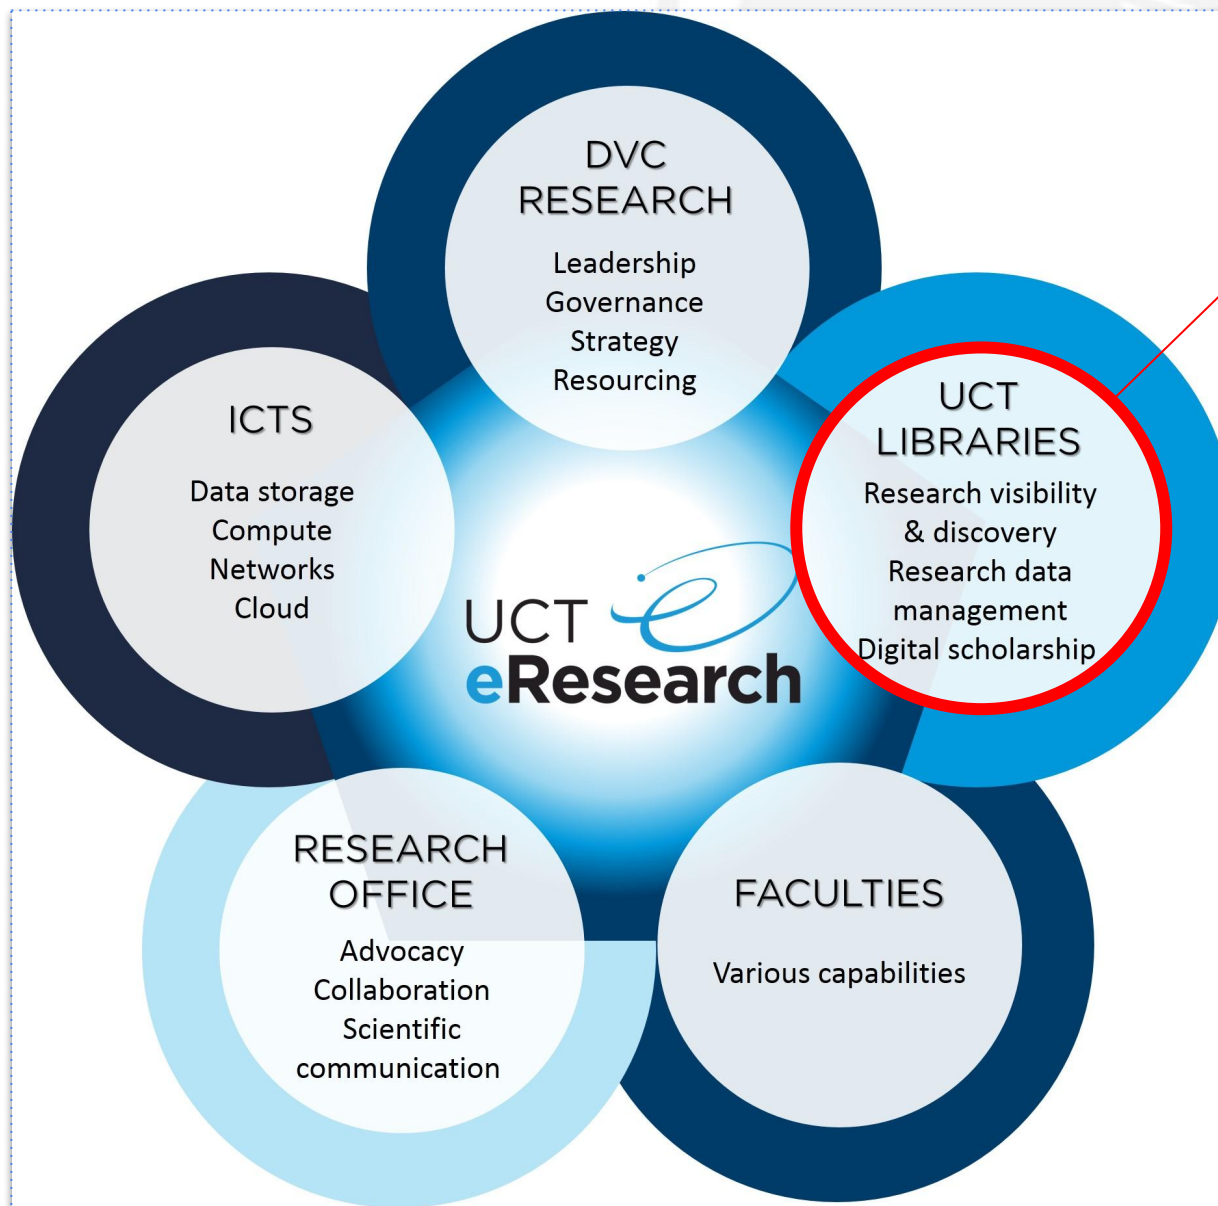 DVC
RESEARCH
Leadership
Governance
Strategy
Resourcing
ICTS
Data storage
Compute
Networks
Cloud
UCT
LIBRARIES
Research visibility
& discovery
Research data
management
Digital scholarship
UCT e
eResearch
RESEARCH
OFFICE
Advocacy
Collaboration
Scientific
communication
FACULTIES
Various capabilities